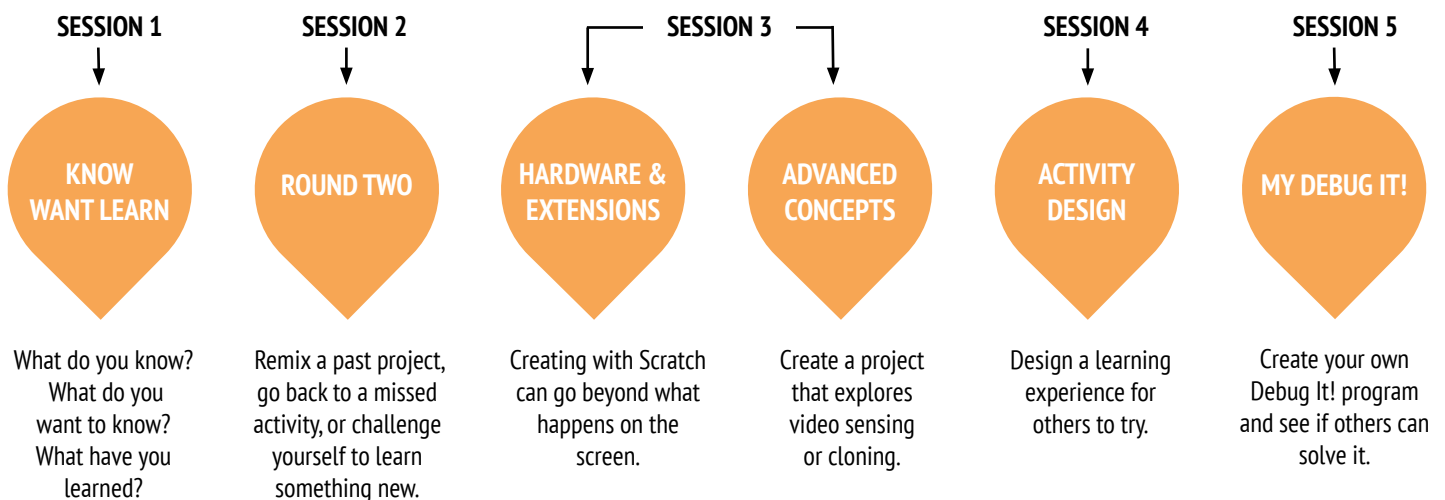 SESSION 1
KNOW
WANT LEARN
What do you know?
What do you
want to know?
What have you
learned?
SESSION 2
ROUND TWO
Remix a past project,
go back to a missed
activity, or challenge
yourself to learn
something new.
SESSION 3
HARDWARE &
EXTENSIONS
Creating with Scratch
can go beyond what
happens on the
screen.
ADVANCED
CONCEPTS
Create a project
that explores
video sensing
or cloning.
SESSION 4
ACTIVITY
DESIGN
Design a learning
experience for
others to try.
SESSION 5
MY DEBUG IT!
Create your own
Debug It! program
and see if others can
solve it.